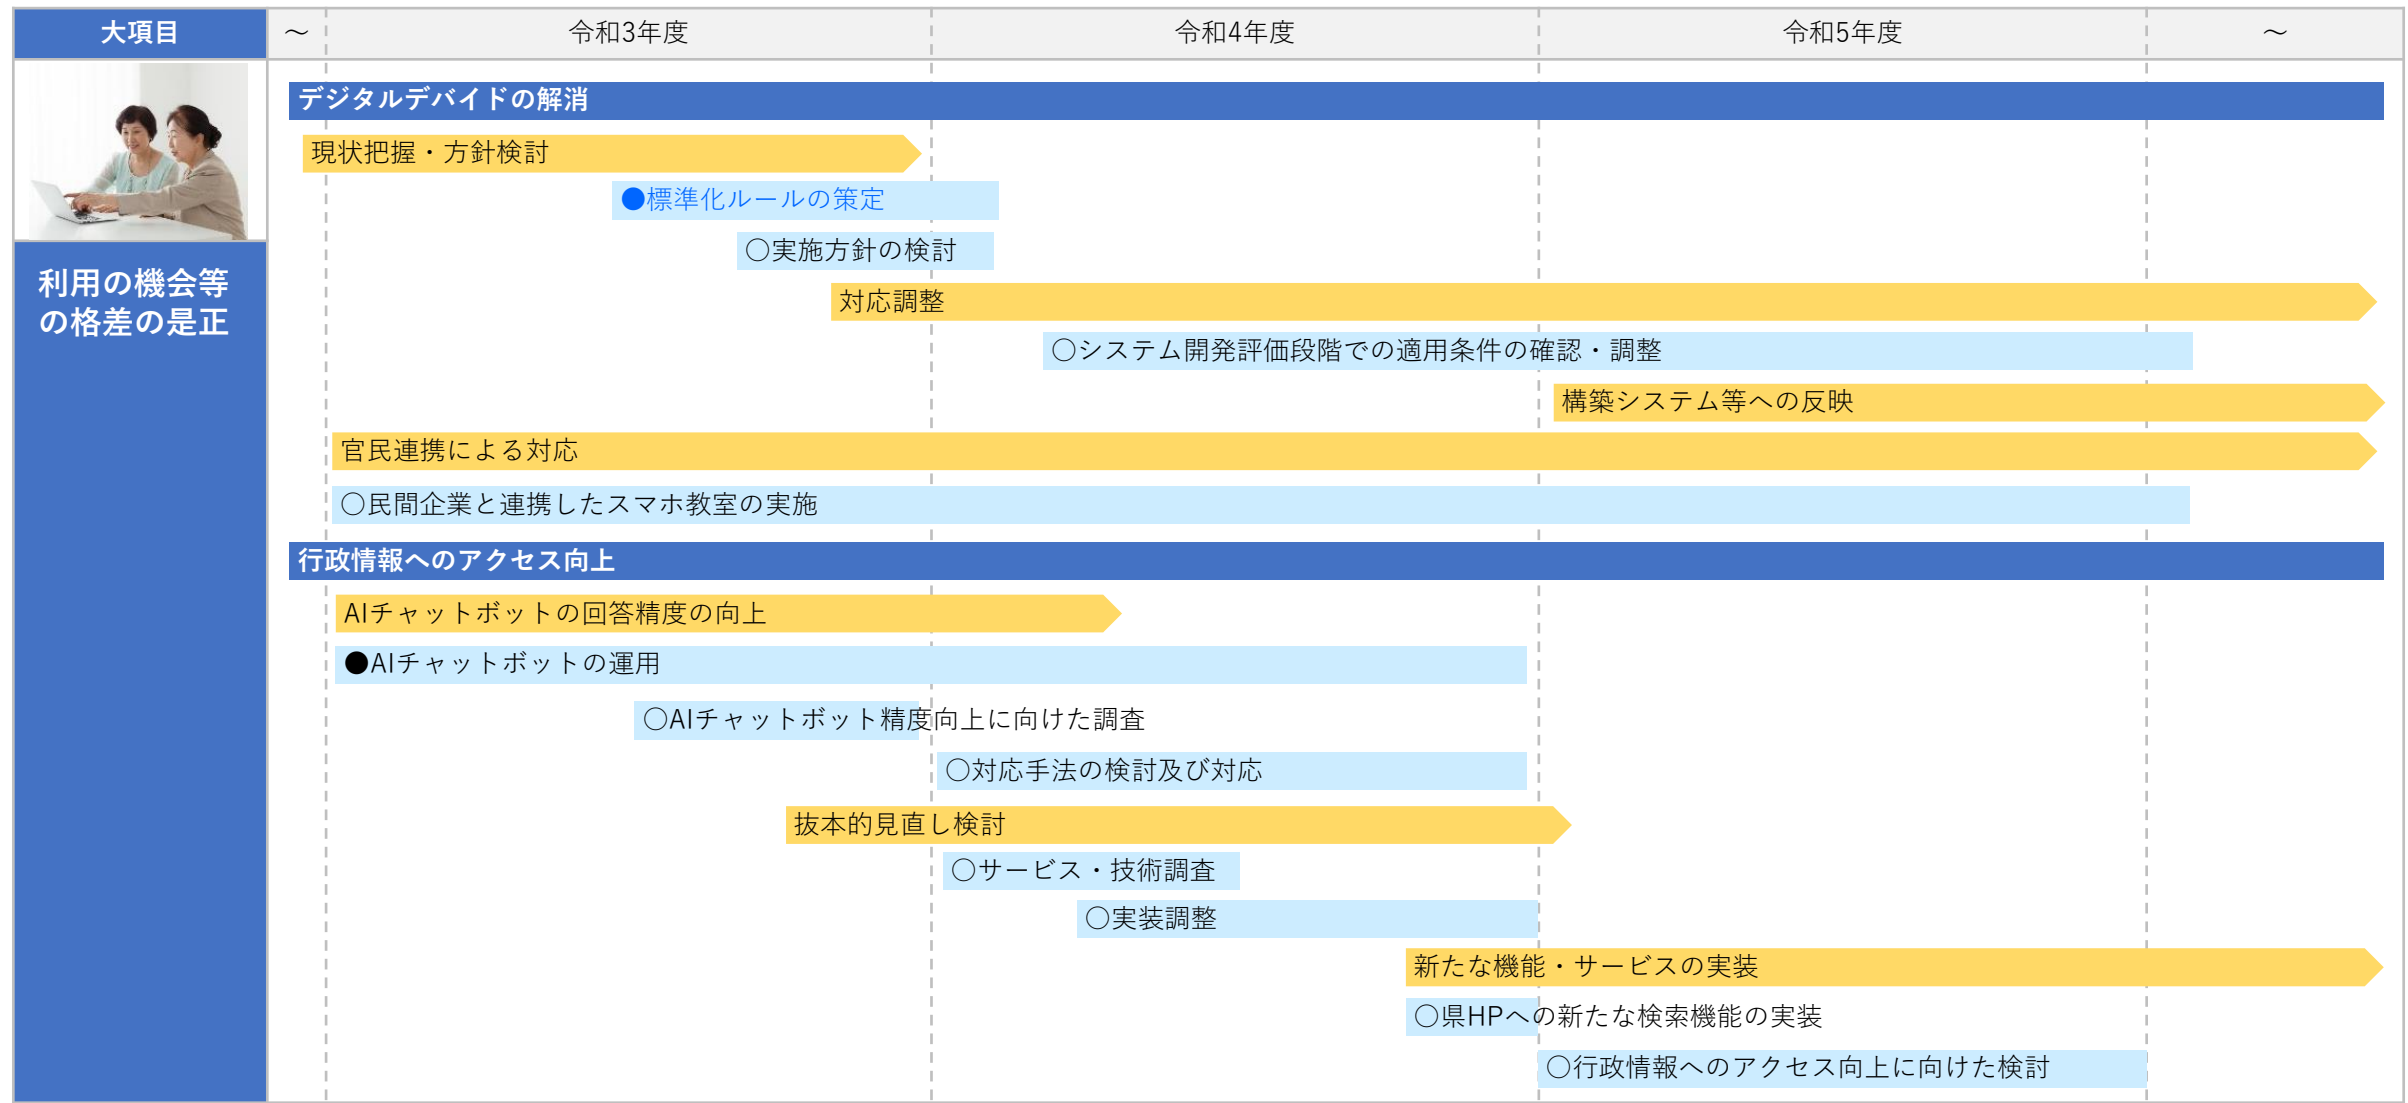 大項目
～
令和3年度
令和4年度
令和5年度
～
利用の機会等
の格差の是正
デジタルデバイドの解消
現状把握・方針検討
●標準化ルールの策定
○実施方針の検討
対応調整
○システム開発評価段階での適用条件の確認・調整
構築システム等への反映
官民連携による対応
○民間企業と連携したスマホ教室の実施
行政情報へのアクセス向上
AIチャットボットの回答精度の向上
●AIチャットボットの運用
○AIチャットボット精度向上に向けた調査
○対応手法の検討及び対応
抜本的見直し検討
○サービス・技術調査
○実装調整
新たな機能・サービスの実装
○県HPへの新たな検索機能の実装
○行政情報へのアクセス向上に向けた検討